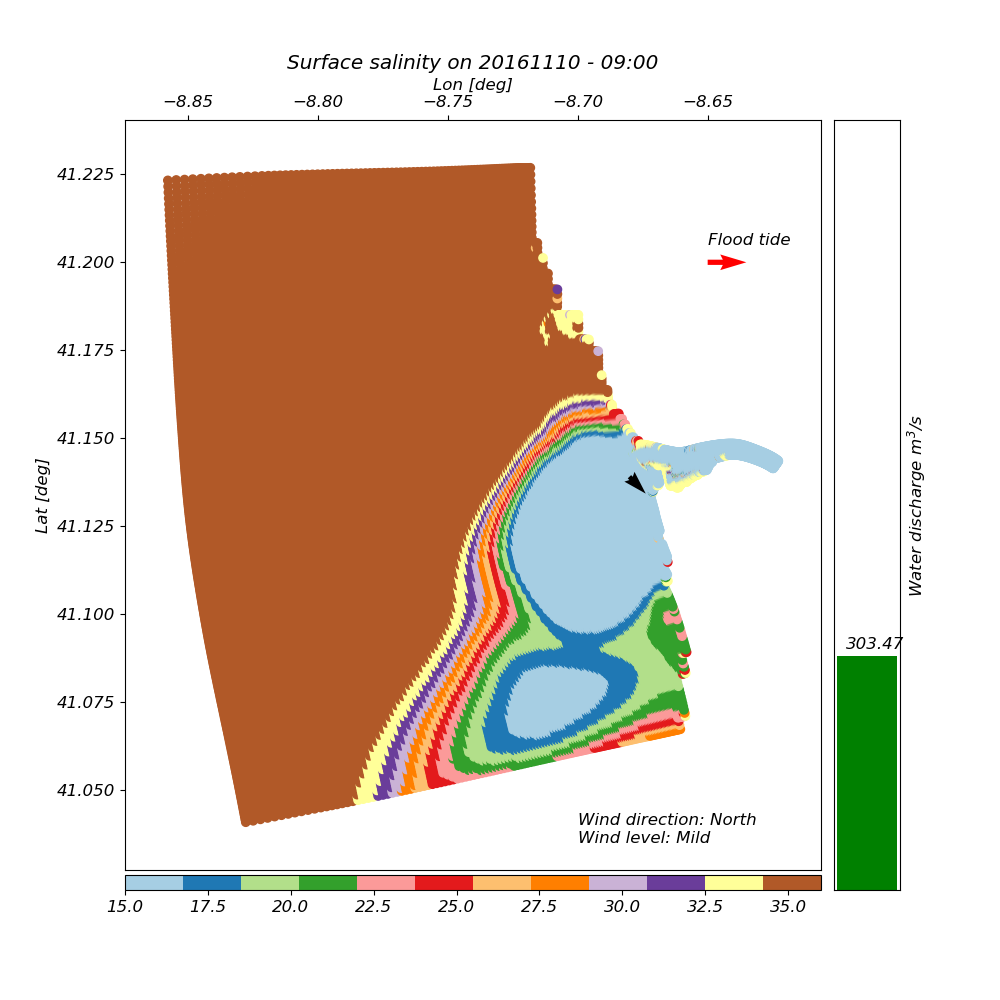 Surface salinity on 20161110 - 09:00
Lon [deg]
−8.85 −8.80 −8.75 −8.70 −8.65
41.225
41.200
41.175
41.150
41.125
41.100
41.075
41.050
Lat [deg]
Flood tide
Water discharge m³/s
303.47
Wind direction: North
Wind level: Mild
15.0 17.5 20.0 22.5 25.0 27.5 30.0 32.5 35.0